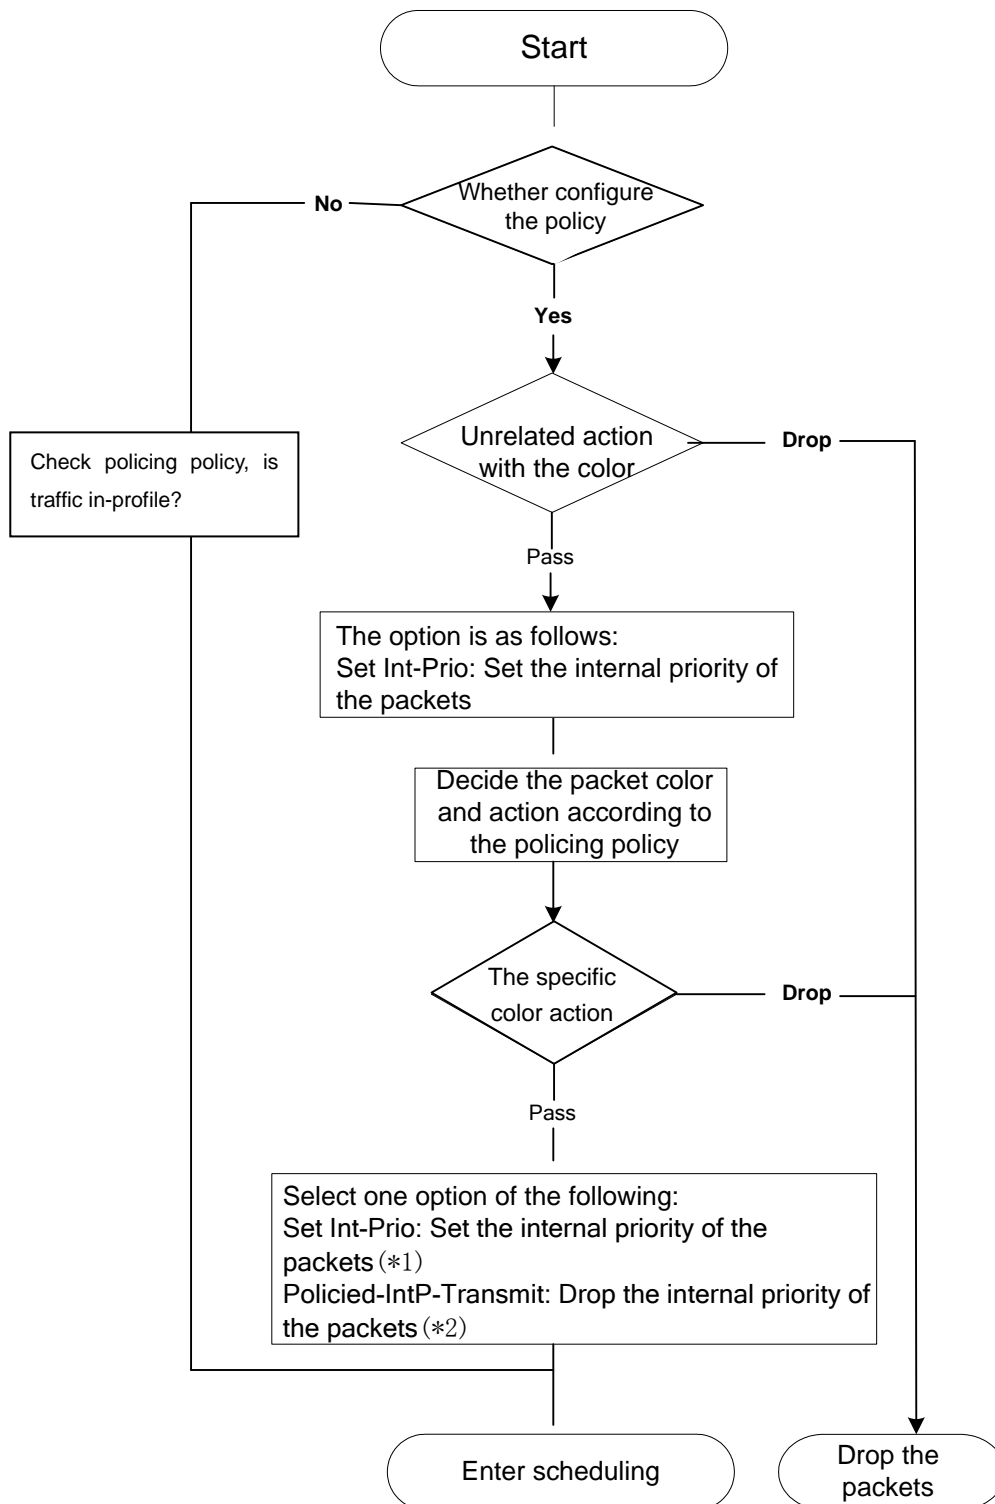 Start
Whether configure
the policy
No
Yes
Unrelated action
with the color
Drop
Check policing policy, is
traffic in-profile?
Pass
The option is as follows:
Set Int-Prio: Set the internal priority of
the packets
Decide the packet color
and action according to
the policing policy
The specific
color action
Drop
Pass
Select one option of the following:
Set Int-Prio: Set the internal priority of the
packets(*1)
Policied-IntP-Transmit: Drop the internal priority of
the packets(*2)
Enter scheduling
Drop the
packets